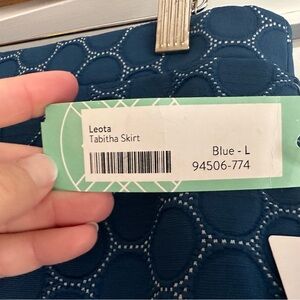 Leota
Tabitha Skirt
Blue - L
94506-774